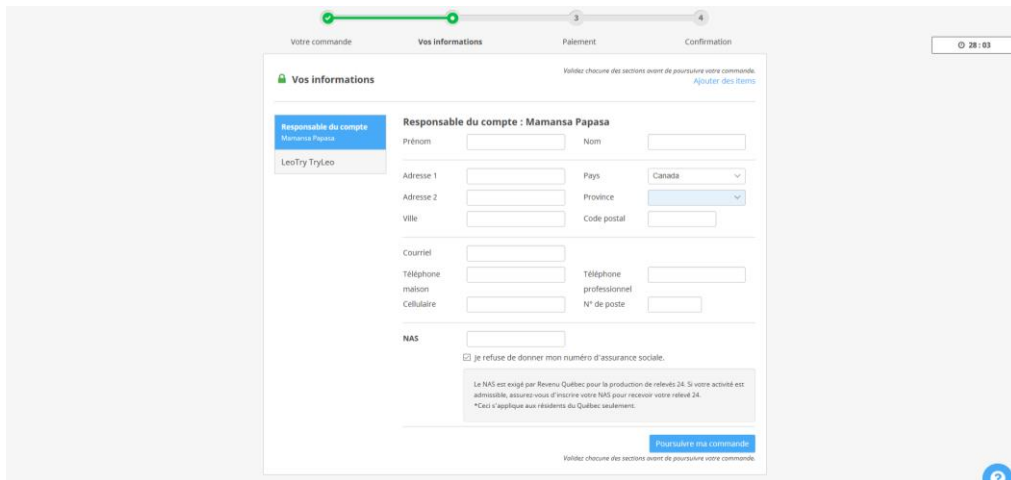 3
4
Votre commande
Vos informations
Paiement
Confirmation
28 : 03
Vos informations
Validez chacune des sections avant de poursuivre votre commande.
Ajouter des items
Responsable du compte
Mamansa Papasa
LeoTry TryLeo
Responsable du compte : Mamansa Papasa
Prénom
Nom
Adresse 1
Pays
Canada
Adresse 2
Province
Ville
Code postal
Courriel
Téléphone
maison
Téléphone
professionnel
Cellulaire
N° de poste
NAS
Je refuse de donner mon numéro d'assurance sociale.
Le NAS est exigé par Revenu Québec pour la production de relevés 24. Si votre activité est
admissible, assurez-vous d'inscrire votre NAS pour recevoir votre relevé 24.
*Ceci s'applique aux résidents du Québec seulement.
Poursuivre ma commande
Validez chacune des sections avant de poursuivre votre commande.
?